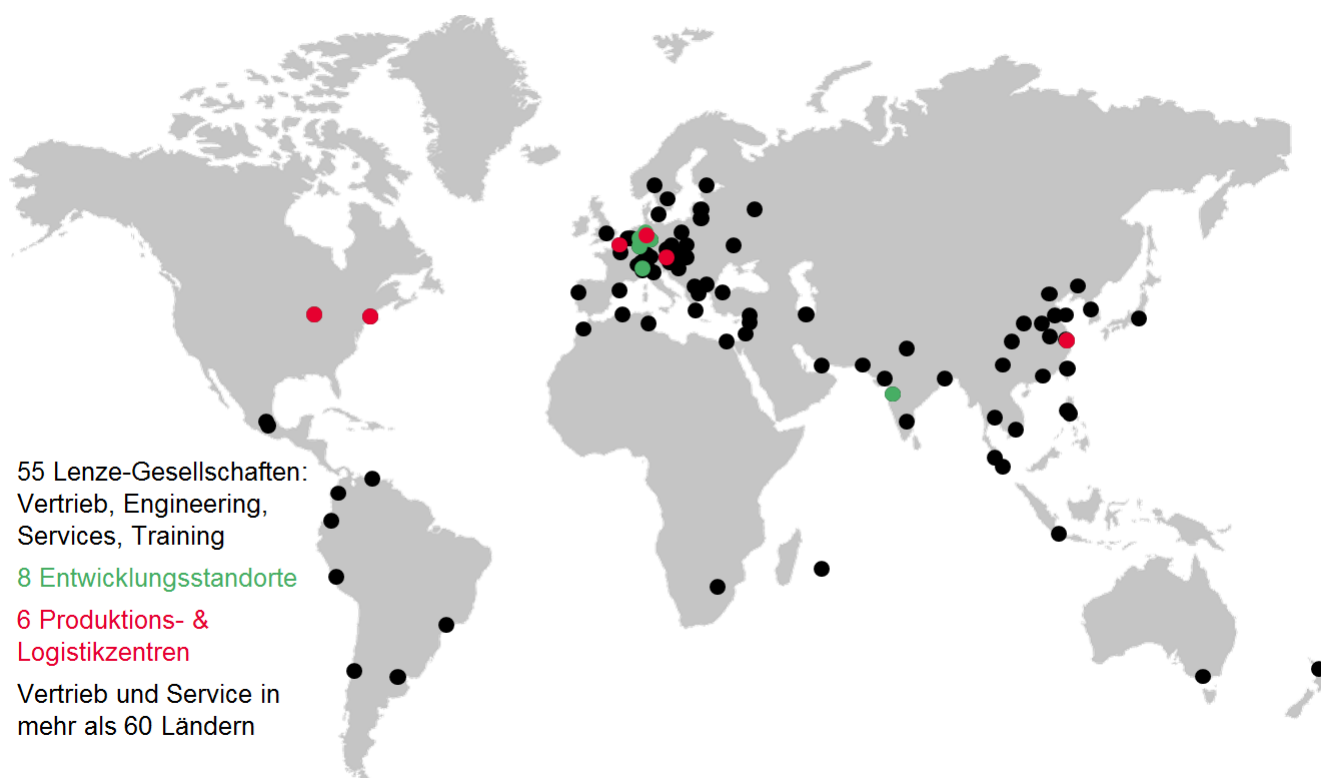 55 Lenze-Gesellschaften:
Vertrieb, Engineering,
Services, Training
8 Entwicklungsstandorte
6 Produktions- &
Logistikzentren
Vertrieb und Service in
mehr als 60 Ländern